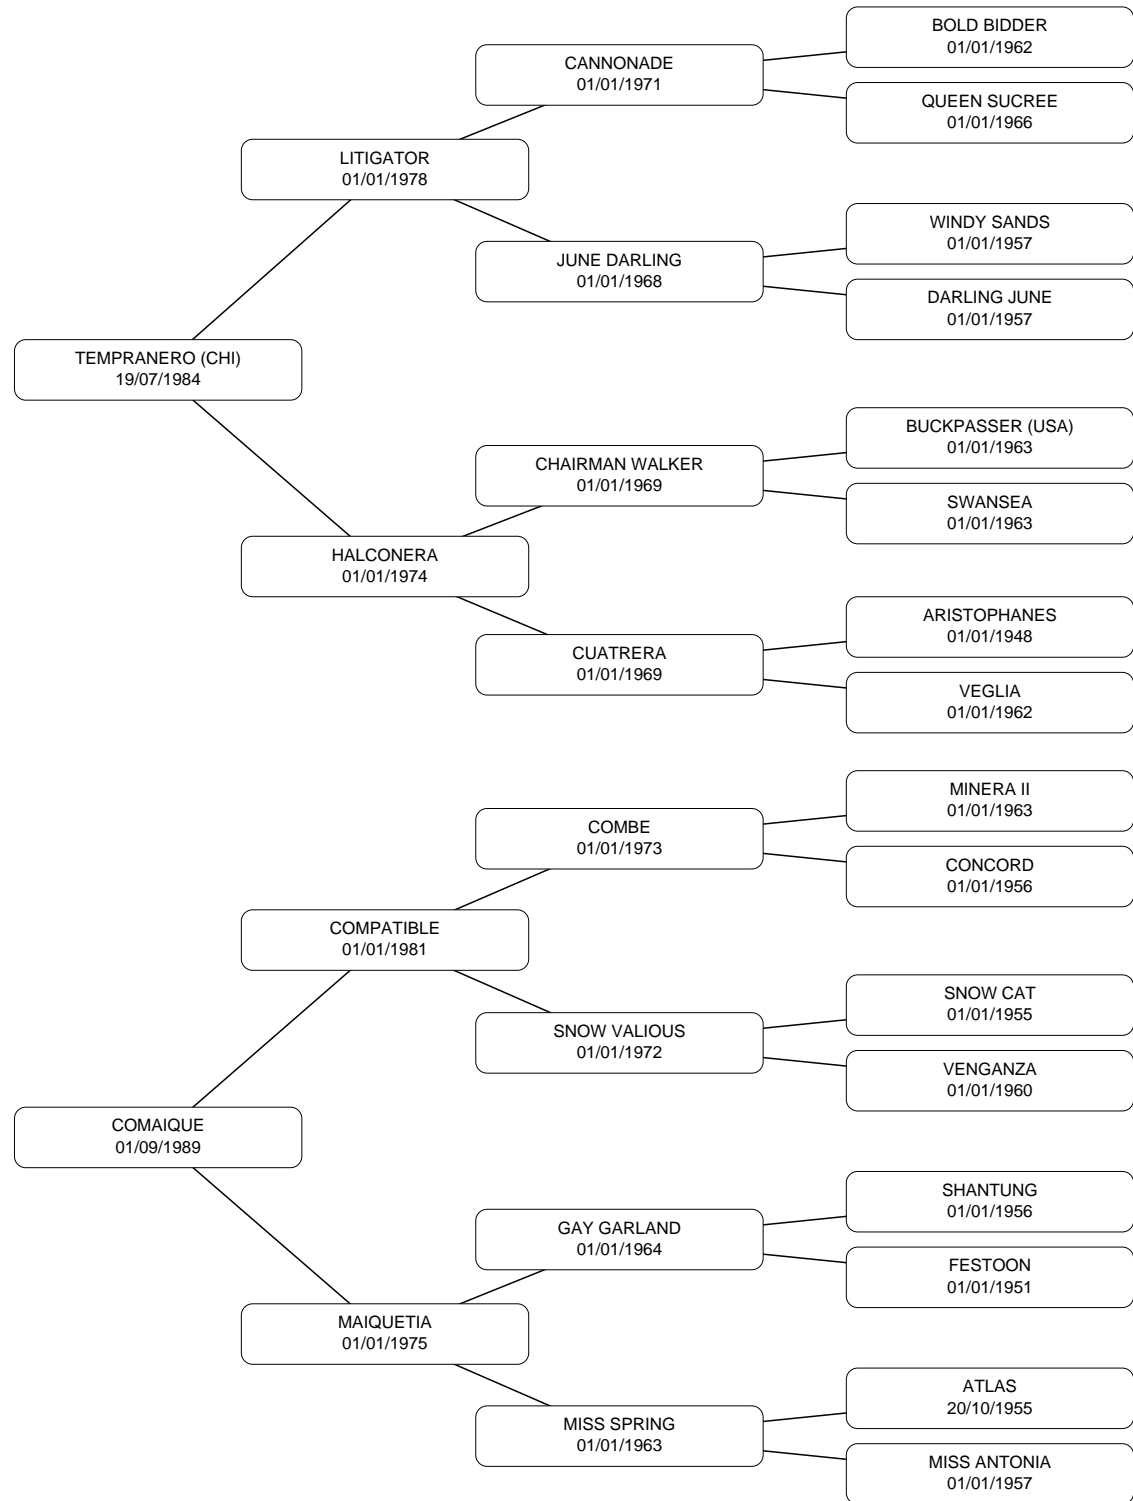 BOLD BIDDER
01/01/1962
CANNONADE
01/01/1971
QUEEN SUCREE
01/01/1966
LITIGATOR
01/01/1978
WINDY SANDS
01/01/1957
JUNE DARLING
01/01/1968
DARLING JUNE
01/01/1957
TEMPRANERO (CHI)
19/07/1984
BUCKPASSER (USA)
01/01/1963
CHAIRMAN WALKER
01/01/1969
SWANSEA
01/01/1963
HALCONERA
01/01/1974
ARISTOPHANES
01/01/1948
CUATRERA
01/01/1969
VEGLIA
01/01/1962
MINERA II
01/01/1963
COMBE
01/01/1973
CONCORD
01/01/1956
COMPATIBLE
01/01/1981
SNOW CAT
01/01/1955
SNOW VALIOUS
01/01/1972
VENGANZA
01/01/1960
COMAIQUE
01/09/1989
SHANTUNG
01/01/1956
GAY GARLAND
01/01/1964
FESTOON
01/01/1951
MAIQUETIA
01/01/1975
ATLAS
20/10/1955
MISS SPRING
01/01/1963
MISS ANTONIA
01/01/1957